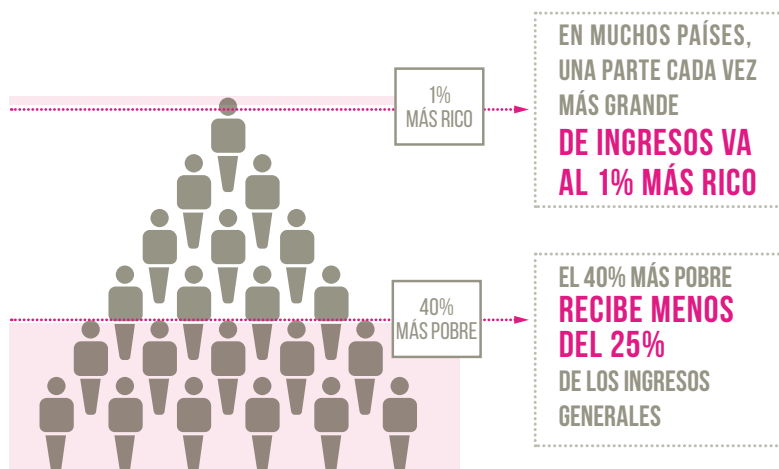 1%
MÁS RICO
EN MUCHOS PAÍSES,
UNA PARTE CADA VEZ
MÁS GRANDE
DE INGRESOS VA
AL 1% MÁS RICO
40%
MÁS POBRE
EL 40% MÁS POBRE
RECIBE MENOS
DEL 25%
DE LOS INGRESOS
GENERALES